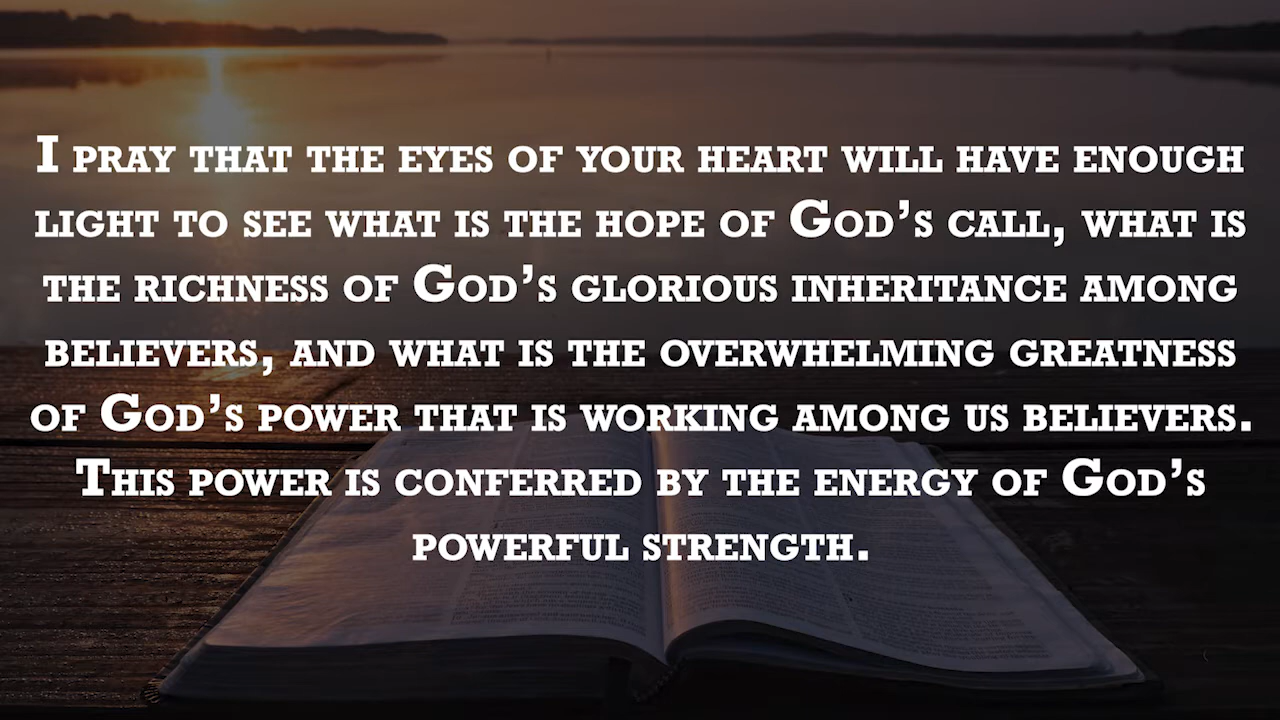 I pray that the eyes of your heart will have enough
light to see what is the hope of God’s call, what is
the richness of God’s glorious inheritance among
believers, and what is the overwhelming greatness
of God’s power that is working among us believers.
This power is conferred by the energy of God’s
powerful strength.